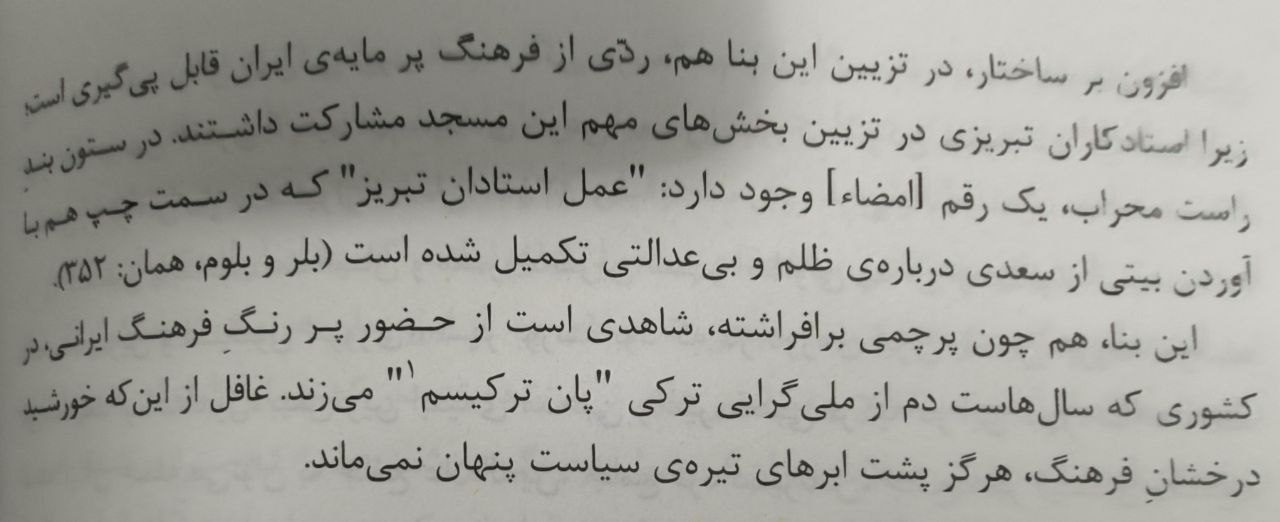 افزون بر ساختار، در تزیین این بنا هم، ردّی از فرهنگ پر مایه‌ی ایران قابل پی‌گیری است؛
زیرا استادکاران تبریزی در تزیین بخش‌های مهم این مسجد مشارکت داشتند. در ستون بندِ
راست محراب، یک رقم [امضاء] وجود دارد: "عمل استادان تبریز" که در سمت چپ هم با
آوردن بیتی از سعدی درباره‌ی ظلم و بی‌عدالتی تکمیل شده است (بلر و بلوم، همان: ۳۵۲).
این بنا، هم چون پرچمی برافراشته، شاهدی است از حضور پر رنگِ فرهنگ ایرانی، در
کشوری که سال‌هاست دم از ملی‌گرایی ترکی "پان ترکیسم۱" می‌زند. غافل از این‌که خورشید
درخشانِ فرهنگ، هرگز پشت ابرهای تیره‌ی سیاست پنهان نمی‌ماند.